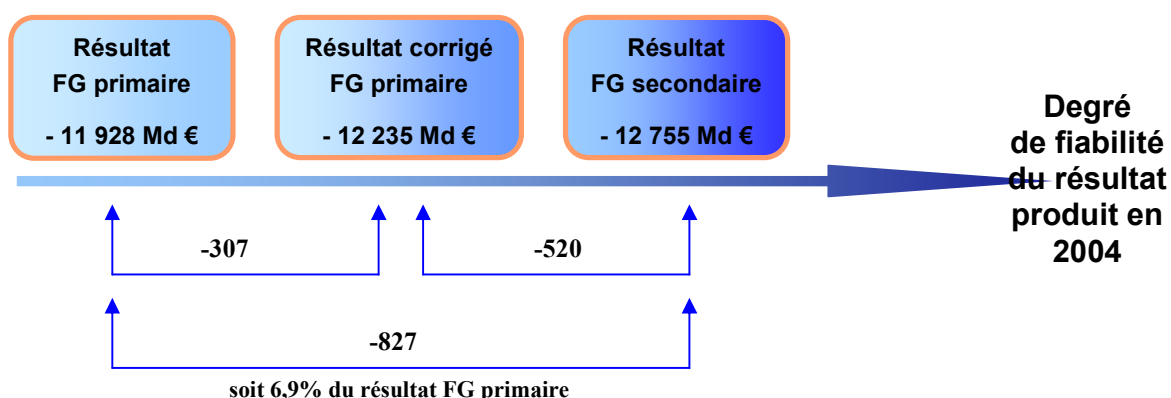 Résultat
FG primaire
- 11 928 Md €
Résultat corrigé
FG primaire
- 12 235 Md €
Résultat
FG secondaire
- 12 755 Md €
Degré
de fiabilité
du résultat
produit en
2004
-307
-520
-827
soit 6,9% du résultat FG primaire